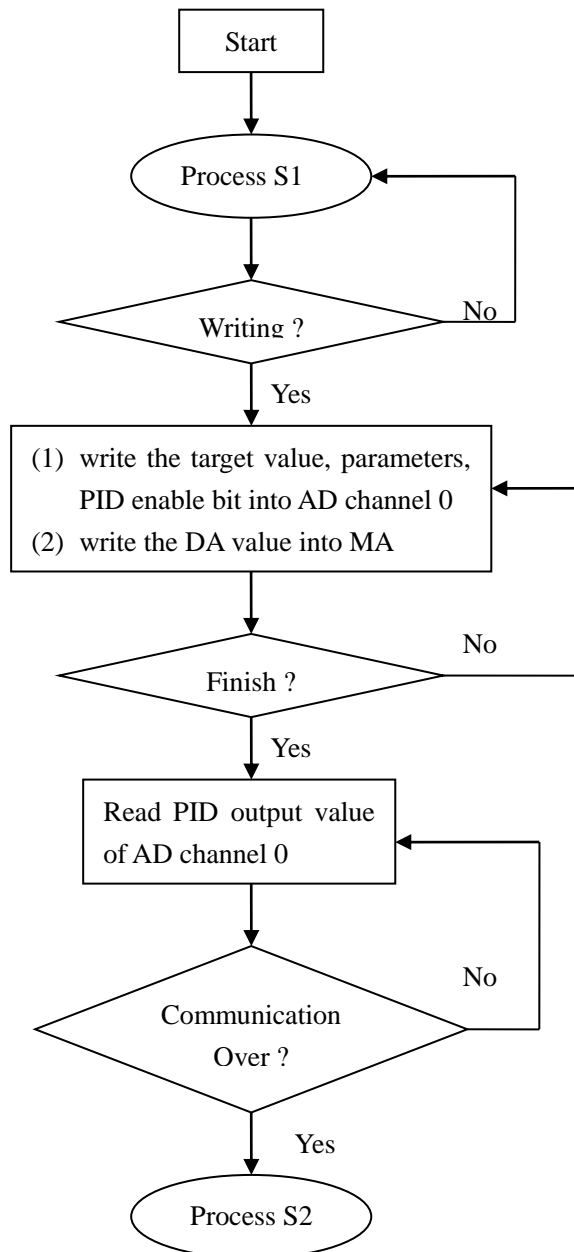 Start
Process S1
Writing ?
No
Yes
(1) write the target value, parameters,
PID enable bit into AD channel 0
(2) write the DA value into MA
Finish ?
No
Yes
Read PID output value
of AD channel 0
Communication
Over ?
No
Yes
Process S2